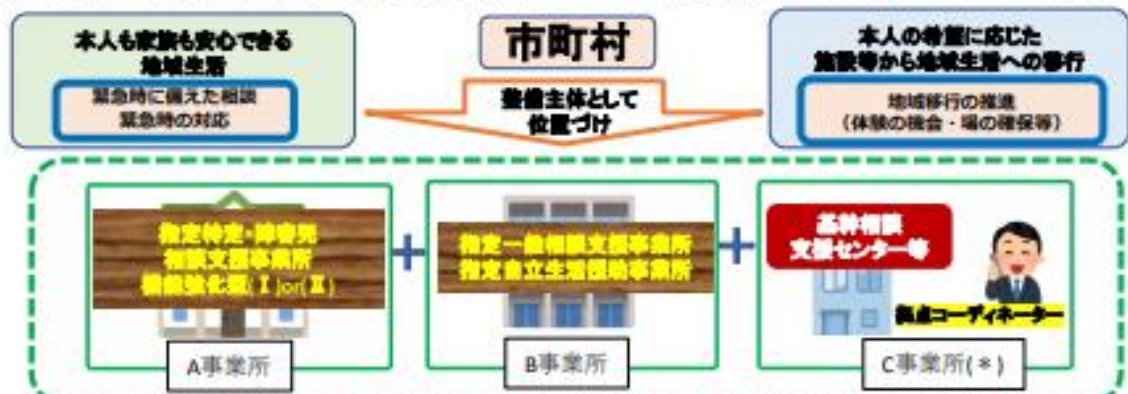 本人も家族も安心できる
地域生活
緊急時に備えた相談
緊急時の対応
市町村
整備主体として
位置づけ
本人の希望に応じた
施設等から地域生活への移行
地域移行の推進
（体験の機会・場の確保等）
指定特定・障害児
相談支援事業所
機能強化型(Ⅰ)or(Ⅱ)
A事業所
+
指定一般相談支援事業所
指定自立生活援助事業所
B事業所
+
基幹相談
支援センター等
拠点コーディネーター
C事業所(*)